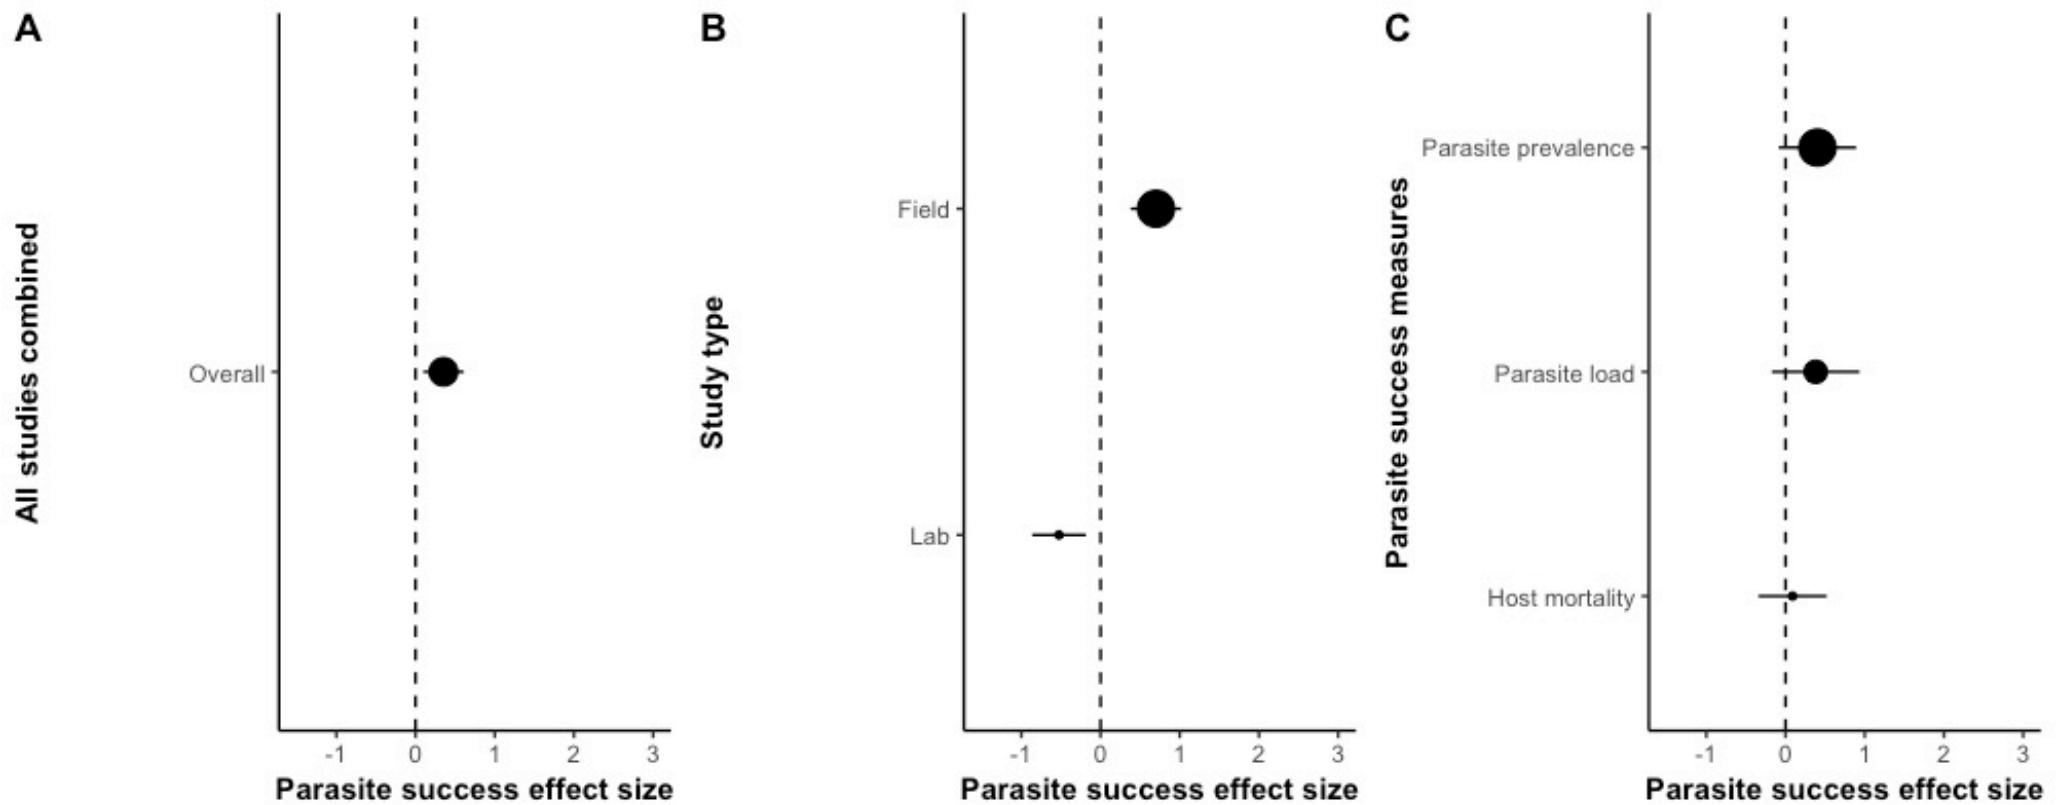 A
All studies combined
Overall
-1 0 1 2 3
Parasite success effect size
B
Study type
Field
Lab
-1 0 1 2 3
Parasite success effect size
C
Parasite success measures
Parasite prevalence
Parasite load
Host mortality
-1 0 1 2 3
Parasite success effect size